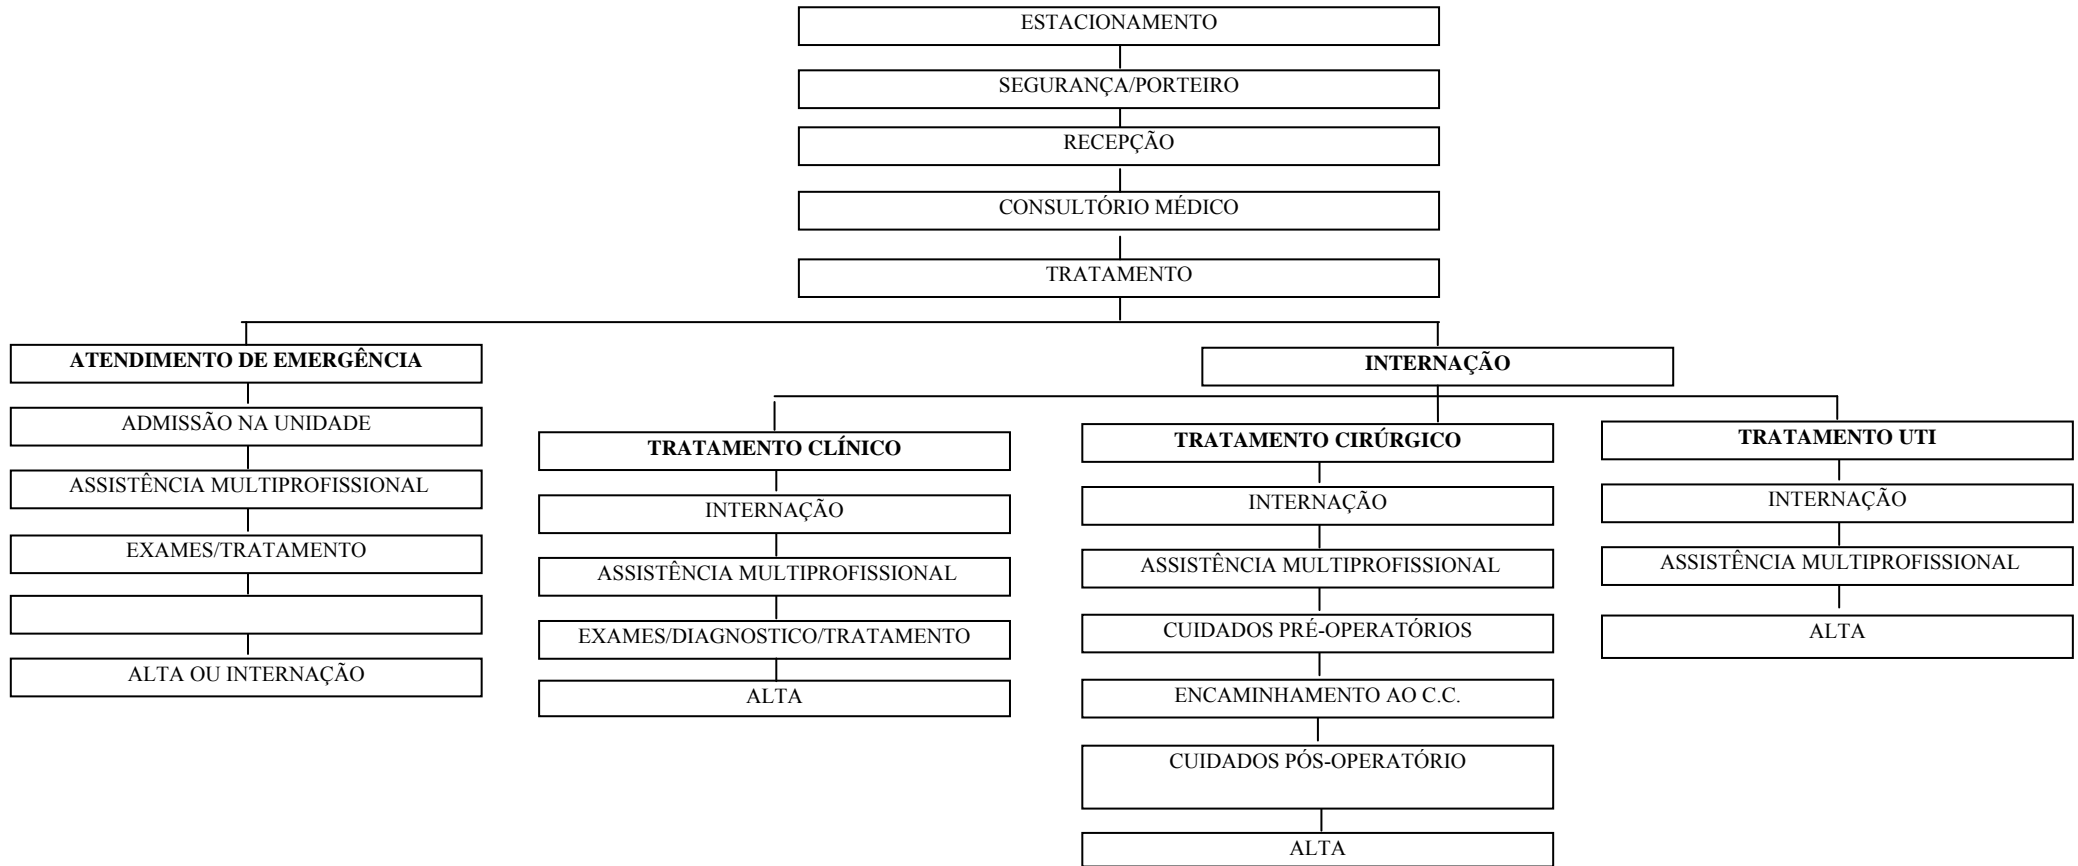 ESTACIONAMENTO
SEGURANÇA/PORTEIRO
RECEPÇÃO
CONSULTÓRIO MÉDICO
TRATAMENTO
ATENDIMENTO DE EMERGÊNCIA
ADMISSÃO NA UNIDADE
ASSISTÊNCIA MULTIPROFISSIONAL
EXAMES/TRATAMENTO
ALTA OU INTERNAÇÃO
INTERNAÇÃO
TRATAMENTO CLÍNICO
INTERNAÇÃO
ASSISTÊNCIA MULTIPROFISSIONAL
EXAMES/DIAGNOSTICO/TRATAMENTO
ALTA
TRATAMENTO CIRÚRGICO
INTERNAÇÃO
ASSISTÊNCIA MULTIPROFISSIONAL
CUIDADOS PRÉ-OPERATÓRIOS
ENCAMINHAMENTO AO C.C.
CUIDADOS PÓS-OPERATÓRIO
ALTA
TRATAMENTO UTI
INTERNAÇÃO
ASSISTÊNCIA MULTIPROFISSIONAL
ALTA